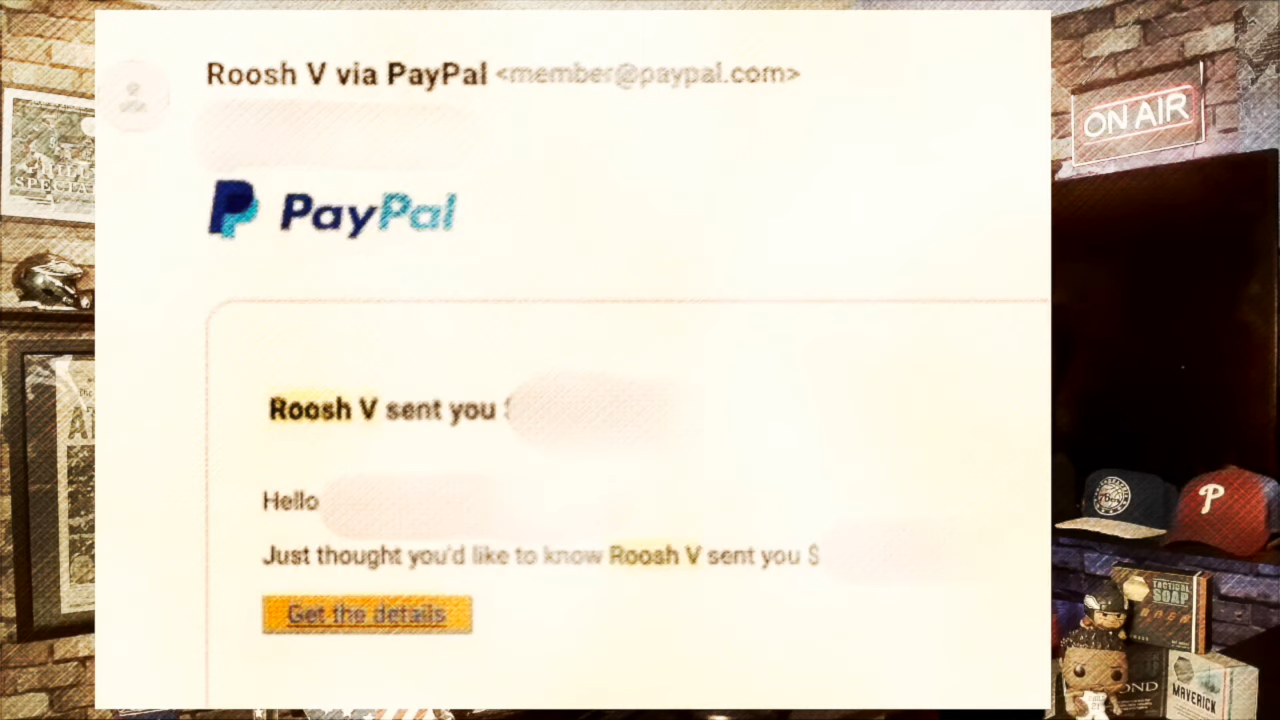 Roosh V via PayPal <member@paypal.com>
PayPal
Roosh V sent you $
Hello
Just thought you'd like to know Roosh V sent you $
Get the details
ON AIR
76ers
P
TACTICAL
SOAP
MAVERICK